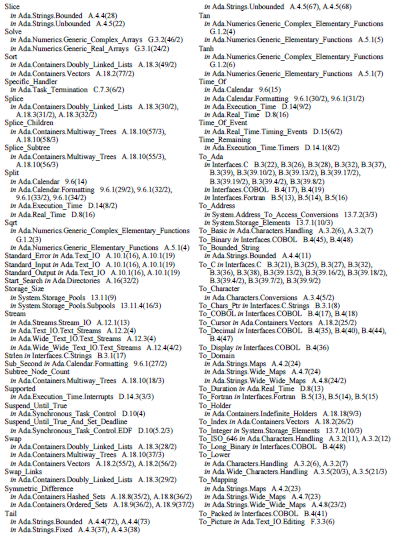 Slice
in Ada.Strings.Bounded A.4.4(28)
in Ada.Strings.Unbounded A.4.5(22)
Solve
in Ada.Numerics.Generic_Complex_Arrays G.3.2(46/2)
in Ada.Numerics.Generic_Real_Arrays G.3.1(24/2)
Sort
in Ada.Containers.Doubly_Linked_Lists A.18.3(49/2)
in Ada.Containers.Vectors A.18.2(77/2)
Specific_Handler
in Ada.Task_Termination C.7.3(6/2)
Splice
in Ada.Containers.Doubly_Linked_Lists A.18.3(30/2),
A.18.3(31/2), A.18.3(32/2)
Splice_Children
in Ada.Containers.Multiway_Trees A.18.10(57/3),
A.18.10(58/3)
Splice_Subtree
in Ada.Containers.Multiway_Trees A.18.10(55/3),
A.18.10(56/3)
Split
in Ada.Calendar 9.6(14)
in Ada.Calendar.Formatting 9.6.1(29/2), 9.6.1(32/2),
9.6.1(33/2), 9.6.1(34/2)
in Ada.Execution_Time D.14(8/2)
in Ada.Real_Time D.8(16)
Sqrt
in Ada.Numerics.Generic_Complex_Elementary_Functions
G.1.2(3)
in Ada.Numerics.Generic_Elementary_Functions A.5.1(4)
Standard_Error in Ada.Text_IO A.10.1(16), A.10.1(19)
Standard_Input in Ada.Text_IO A.10.1(16), A.10.1(19)
Standard_Output in Ada.Text_IO A.10.1(16), A.10.1(19)
Start_Search in Ada.Directories A.16(32/2)
Storage_Size
in System.Storage_Pools 13.11(9)
in System.Storage_Pools.Subpools 13.11.4(16/3)
Stream
in Ada.Streams.Stream_IO A.12.1(13)
in Ada.Text_IO.Text_Streams A.12.2(4)
in Ada.Wide_Text_IO.Text_Streams A.12.3(4)
in Ada.Wide_Wide_Text_IO.Text_Streams A.12.4(4/2)
Strlen in Interfaces.C.Strings B.3.1(17)
Sub_Second in Ada.Calendar.Formatting 9.6.1(27/2)
Subtree_Node_Count
in Ada.Containers.Multiway_Trees A.18.10(18/3)
Supported
in Ada.Execution_Time.Interrupts D.14.3(3/3)
Suspend_Until_True
in Ada.Synchronous_Task_Control D.10(4)
Suspend_Until_True_And_Set_Deadline
in Ada.Synchronous_Task_Control.EDF D.10(5.2/3)
Swap
in Ada.Containers.Doubly_Linked_Lists A.18.3(28/2)
in Ada.Containers.Multiway_Trees A.18.10(37/3)
in Ada.Containers.Vectors A.18.2(55/2), A.18.2(56/2)
Swap_Links
in Ada.Containers.Doubly_Linked_Lists A.18.3(29/2)
Symmetric_Difference
in Ada.Containers.Hashed_Sets A.18.8(35/2), A.18.8(36/2)
in Ada.Containers.Ordered_Sets A.18.9(36/2), A.18.9(37/2)
Tail
in Ada.Strings.Bounded A.4.4(72), A.4.4(73)
in Ada.Strings.Fixed A.4.3(37), A.4.3(38)
in Ada.Strings.Unbounded A.4.5(67), A.4.5(68)
Tan
in Ada.Numerics.Generic_Complex_Elementary_Functions
G.1.2(4)
in Ada.Numerics.Generic_Elementary_Functions A.5.1(5)
Tanh
in Ada.Numerics.Generic_Complex_Elementary_Functions
G.1.2(6)
in Ada.Numerics.Generic_Elementary_Functions A.5.1(7)
Time_Of
in Ada.Calendar 9.6(15)
in Ada.Calendar.Formatting 9.6.1(30/2), 9.6.1(31/2)
in Ada.Execution_Time D.14(9/2)
in Ada.Real_Time D.8(16)
Time_Of_Event
in Ada.Real_Time.Timing_Events D.15(6/2)
Time_Remaining
in Ada.Execution_Time.Timers D.14.1(8/2)
To_Ada
in Interfaces.C B.3(22), B.3(26), B.3(28), B.3(32), B.3(37),
B.3(39), B.3(39.10/2), B.3(39.13/2), B.3(39.17/2),
B.3(39.19/2), B.3(39.4/2), B.3(39.8/2)
in Interfaces.COBOL B.4(17), B.4(19)
in Interfaces.Fortran B.5(13), B.5(14), B.5(16)
To_Address
in System.Address_To_Access_Conversions 13.7.2(3/3)
in System.Storage_Elements 13.7.1(10/3)
To_Basic in Ada.Characters.Handling A.3.2(6), A.3.2(7)
To_Binary in Interfaces.COBOL B.4(45), B.4(48)
To_Bounded_String
in Ada.Strings.Bounded A.4.4(11)
To_C in Interfaces.C B.3(21), B.3(25), B.3(27), B.3(32),
B.3(36), B.3(38), B.3(39.13/2), B.3(39.16/2), B.3(39.18/2),
B.3(39.4/2), B.3(39.7/2), B.3(39.9/2)
To_Character
in Ada.Characters.Conversions A.3.4(5/2)
To_Chars_Ptr in Interfaces.C.Strings B.3.1(8)
To_COBOL in Interfaces.COBOL B.4(17), B.4(18)
To_Cursor in Ada.Containers.Vectors A.18.2(25/2)
To_Decimal in Interfaces.COBOL B.4(35), B.4(40), B.4(44),
B.4(47)
To_Display in Interfaces.COBOL B.4(36)
To_Domain
in Ada.Strings.Maps A.4.2(24)
in Ada.Strings.Wide_Maps A.4.7(24)
in Ada.Strings.Wide_Wide_Maps A.4.8(24/2)
To_Duration in Ada.Real_Time D.8(13)
To_Fortran in Interfaces.Fortran B.5(13), B.5(14), B.5(15)
To_Holder
in Ada.Containers.Indefinite_Holders A.18.18(9/3)
To_Index in Ada.Containers.Vectors A.18.2(26/2)
To_Integer in System.Storage_Elements 13.7.1(10/3)
To_ISO_646 in Ada.Characters.Handling A.3.2(11), A.3.2(12)
To_Long_Binary in Interfaces.COBOL B.4(48)
To_Lower
in Ada.Characters.Handling A.3.2(6), A.3.2(7)
in Ada.Wide_Characters.Handling A.3.5(20/3), A.3.5(21/3)
To_Mapping
in Ada.Strings.Maps A.4.2(23)
in Ada.Strings.Wide_Maps A.4.7(23)
in Ada.Strings.Wide_Wide_Maps A.4.8(23/2)
To_Packed in Interfaces.COBOL B.4(41)
To_Picture in Ada.Text_IO.Editing F.3.3(6)